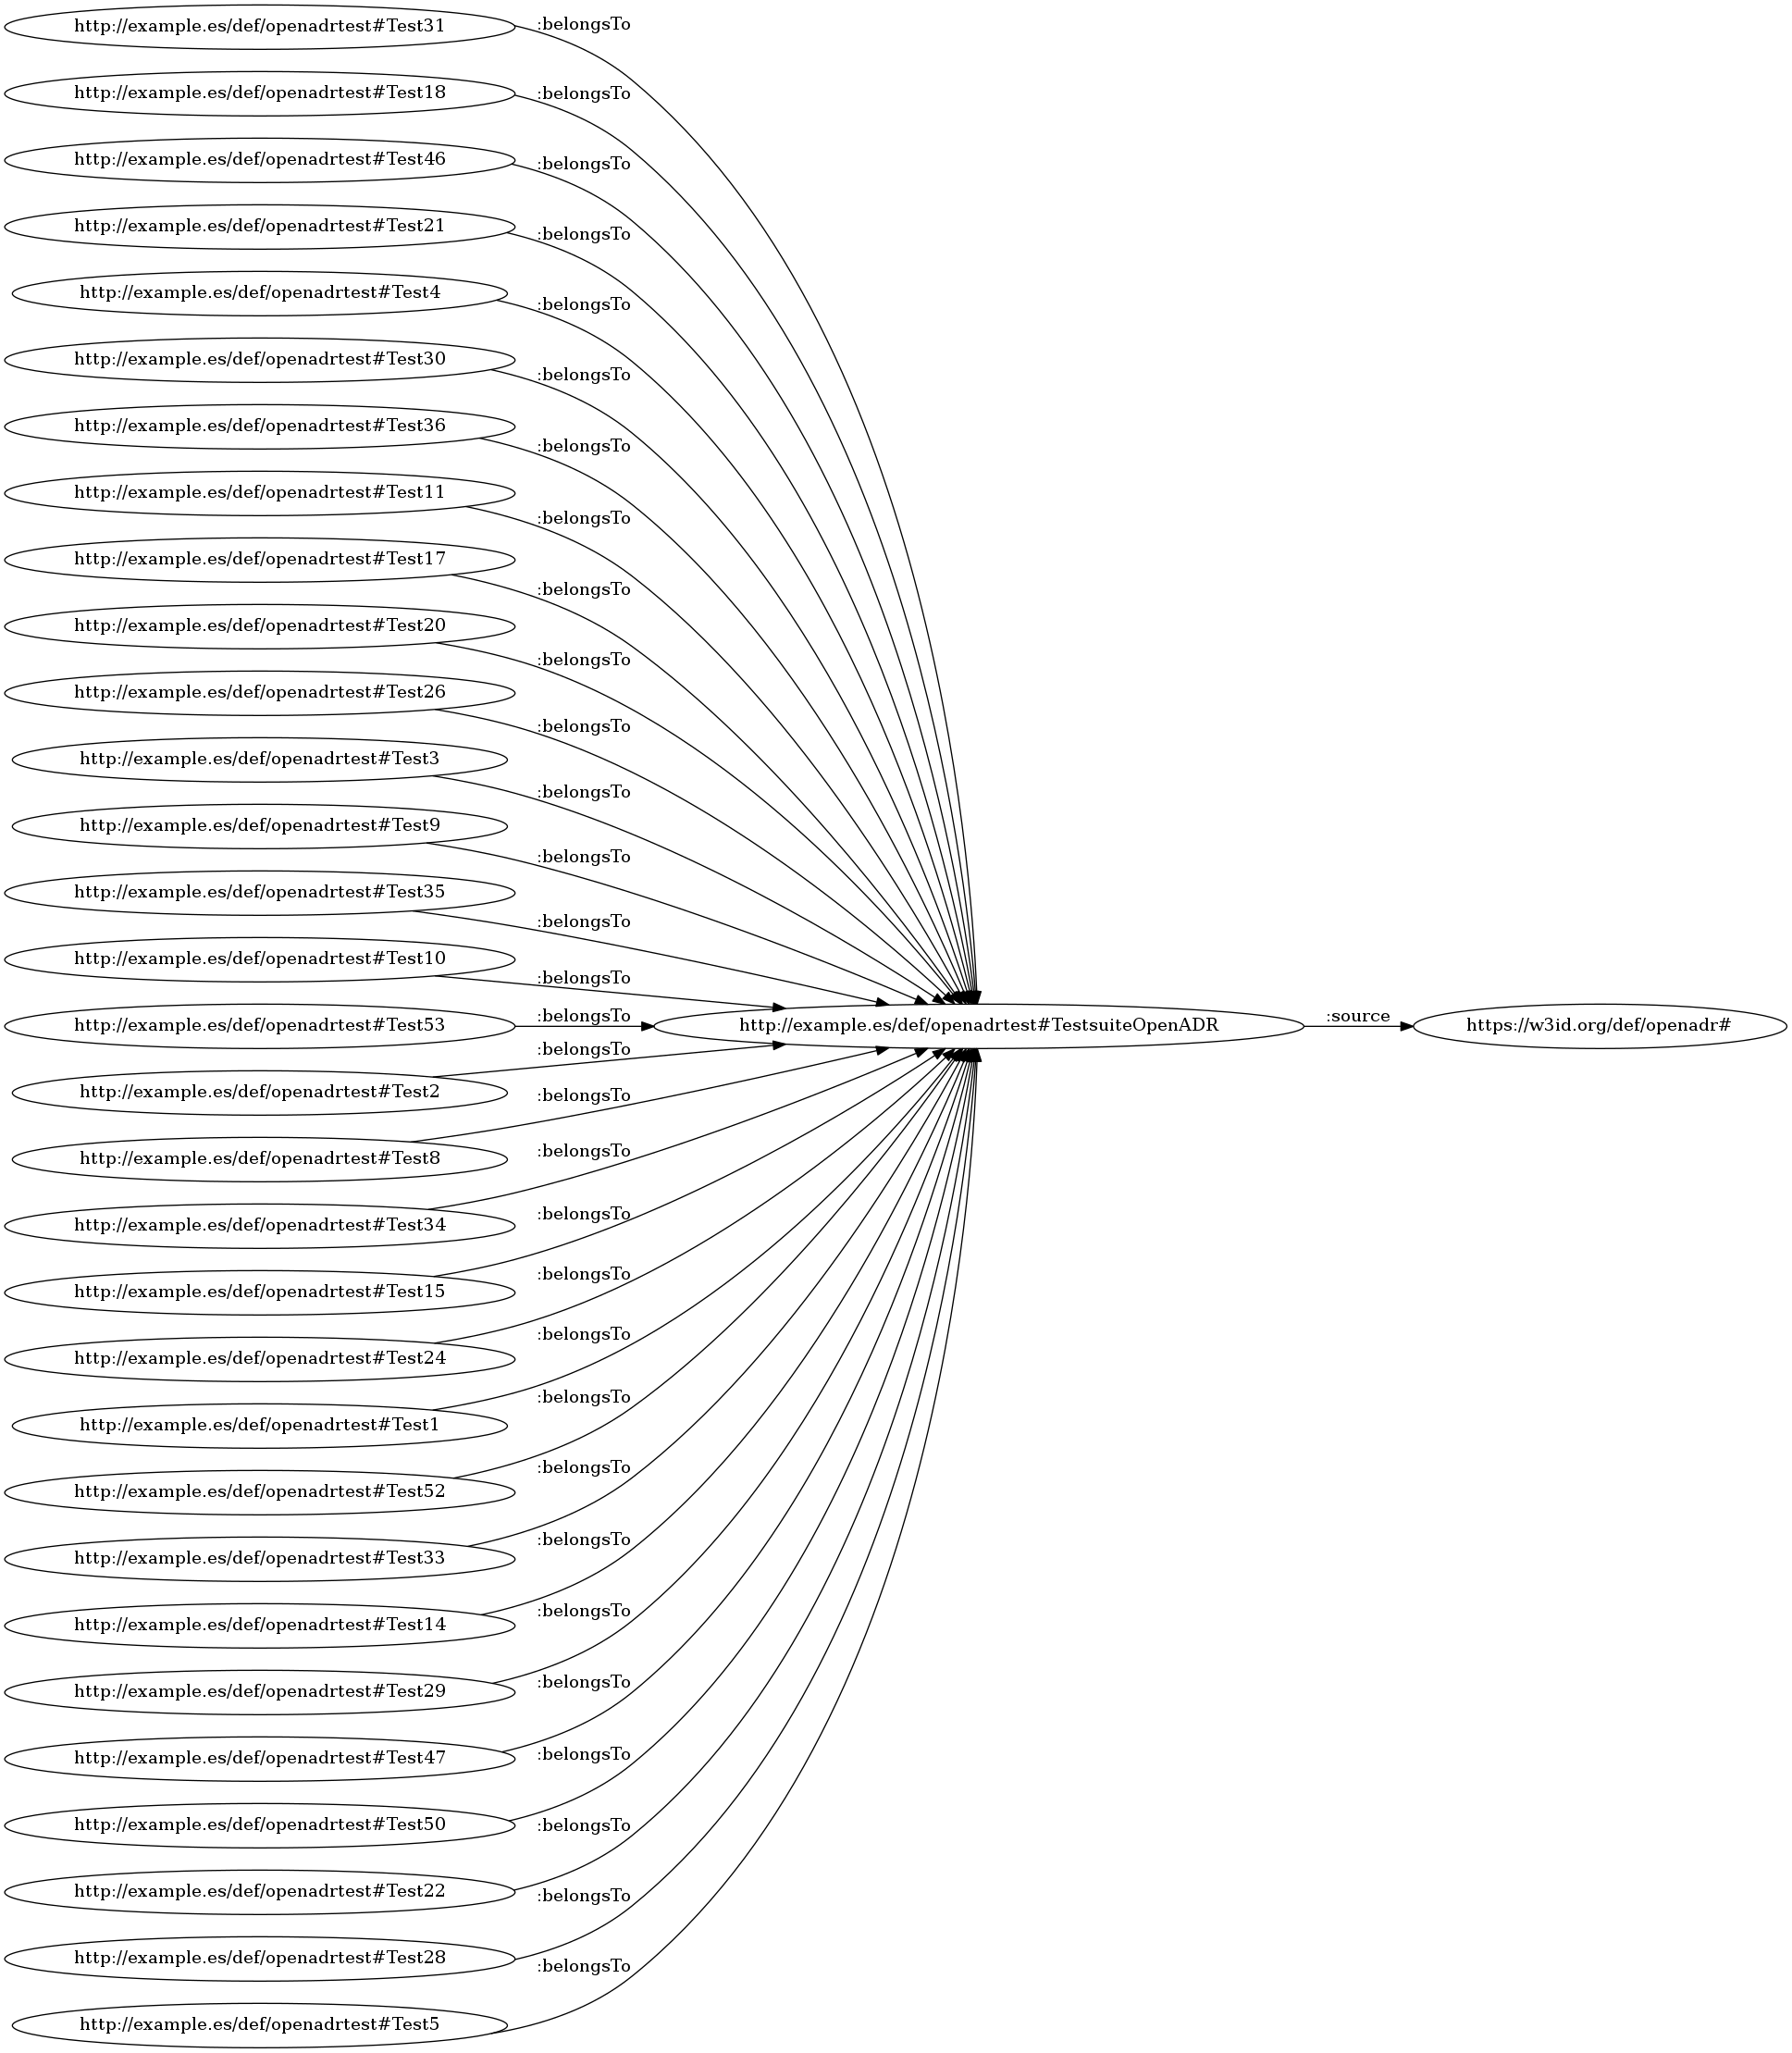 http://example.es/def/openadrtest#Test31
:belongsTo
http://example.es/def/openadrtest#Test18
:belongsTo
http://example.es/def/openadrtest#Test46
:belongsTo
http://example.es/def/openadrtest#Test21
:belongsTo
http://example.es/def/openadrtest#Test4
:belongsTo
http://example.es/def/openadrtest#Test30
:belongsTo
http://example.es/def/openadrtest#Test36
:belongsTo
http://example.es/def/openadrtest#Test11
:belongsTo
http://example.es/def/openadrtest#Test17
:belongsTo
http://example.es/def/openadrtest#Test20
:belongsTo
http://example.es/def/openadrtest#Test26
:belongsTo
http://example.es/def/openadrtest#Test3
:belongsTo
http://example.es/def/openadrtest#Test9
:belongsTo
http://example.es/def/openadrtest#Test35
:belongsTo
http://example.es/def/openadrtest#Test10
:belongsTo
http://example.es/def/openadrtest#Test53
:belongsTo
http://example.es/def/openadrtest#TestsuiteOpenADR
:source
https://w3id.org/def/openadr#
http://example.es/def/openadrtest#Test2
:belongsTo
http://example.es/def/openadrtest#Test8
:belongsTo
http://example.es/def/openadrtest#Test34
:belongsTo
http://example.es/def/openadrtest#Test15
:belongsTo
http://example.es/def/openadrtest#Test24
:belongsTo
http://example.es/def/openadrtest#Test1
:belongsTo
http://example.es/def/openadrtest#Test52
:belongsTo
http://example.es/def/openadrtest#Test33
:belongsTo
http://example.es/def/openadrtest#Test14
:belongsTo
http://example.es/def/openadrtest#Test29
:belongsTo
http://example.es/def/openadrtest#Test47
:belongsTo
http://example.es/def/openadrtest#Test50
:belongsTo
http://example.es/def/openadrtest#Test22
:belongsTo
http://example.es/def/openadrtest#Test28
:belongsTo
http://example.es/def/openadrtest#Test5
:belongsTo